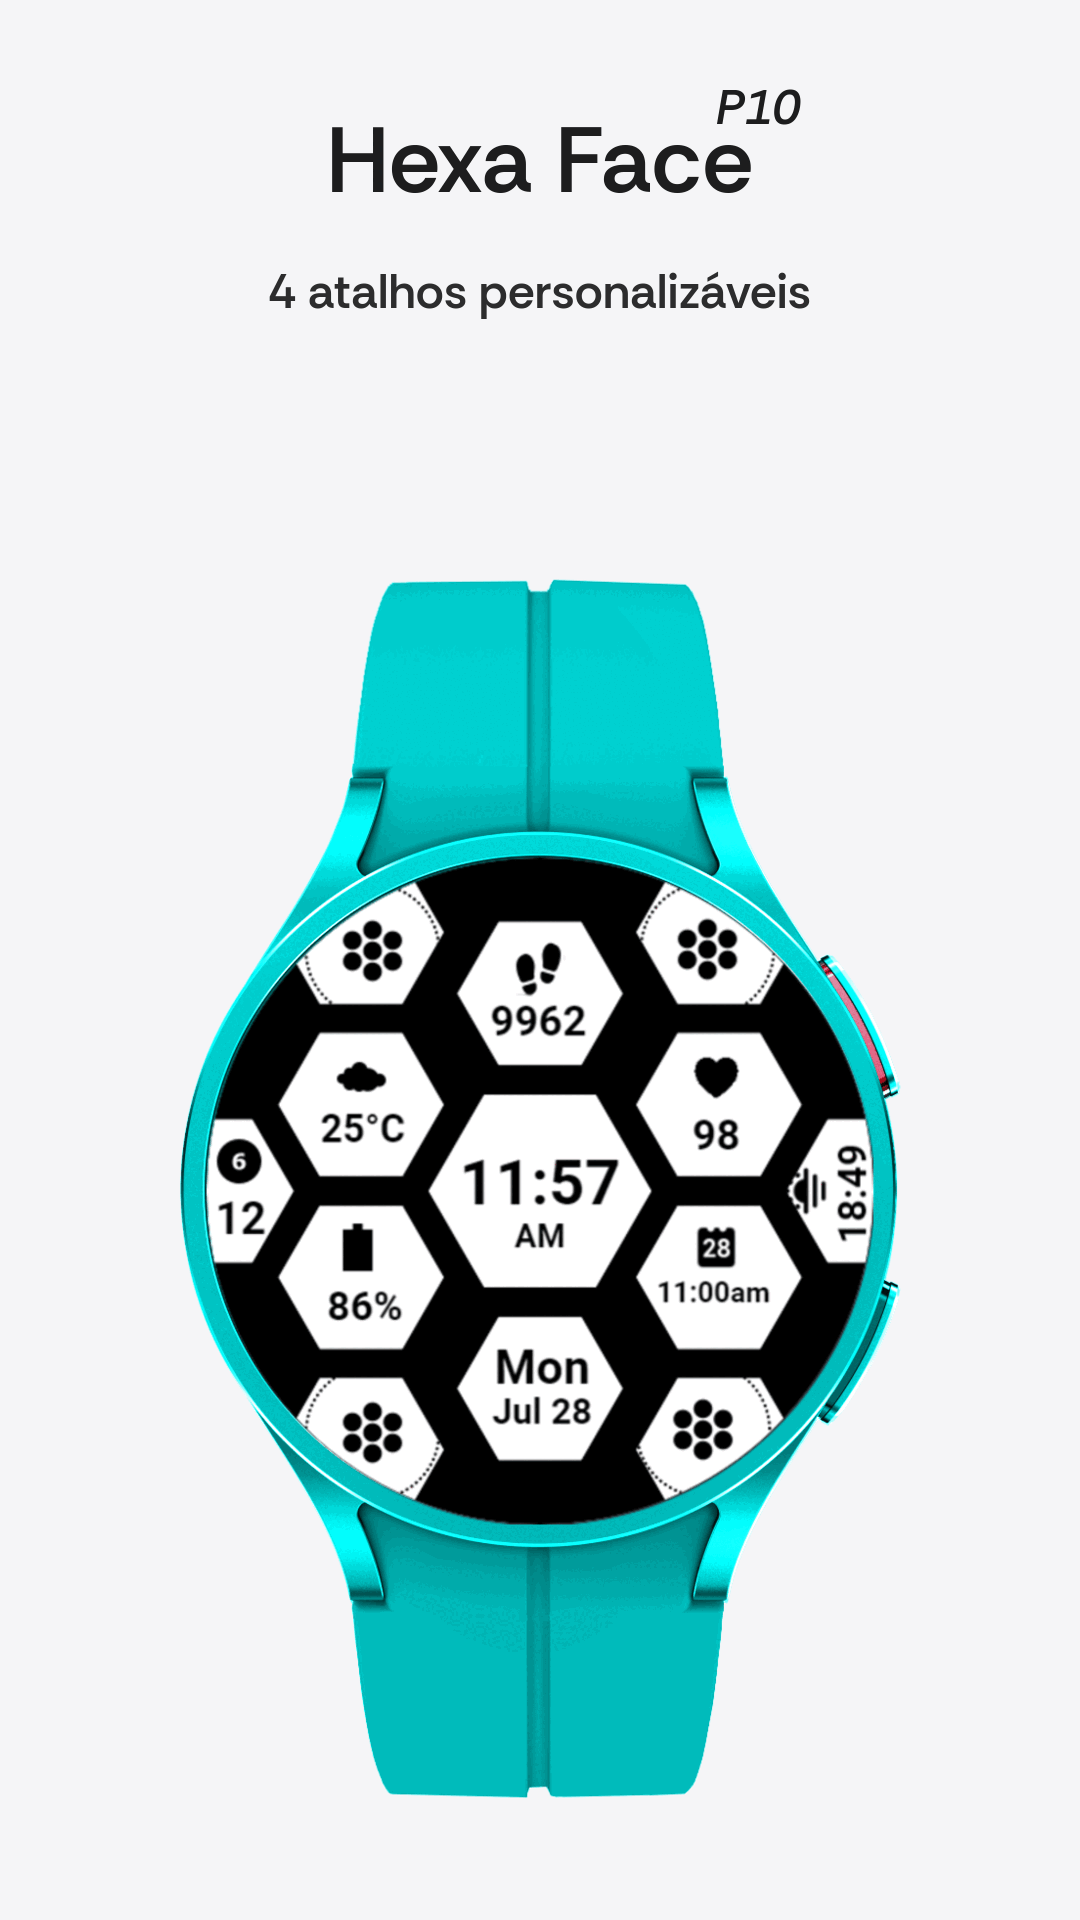 P10
Hexa Face
4 atalhos personalizáveis
9962
25°C
98
6
12
11:57
AM
18:49
86%
28
11:00am
Mon
Jul 28